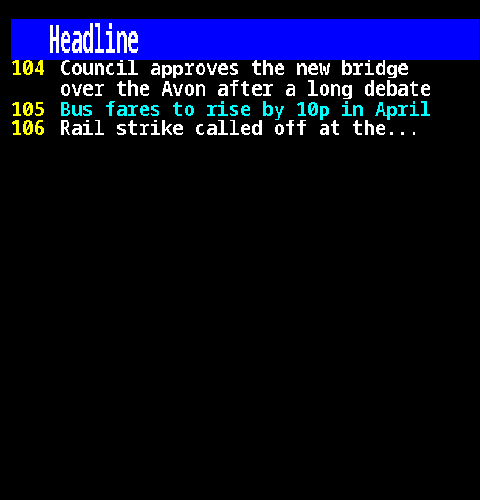 Headline
104 Council approves the new bridge
over the Avon after a long debate
105 Bus fares to rise by 10p in April
106 Rail strike called off at the...